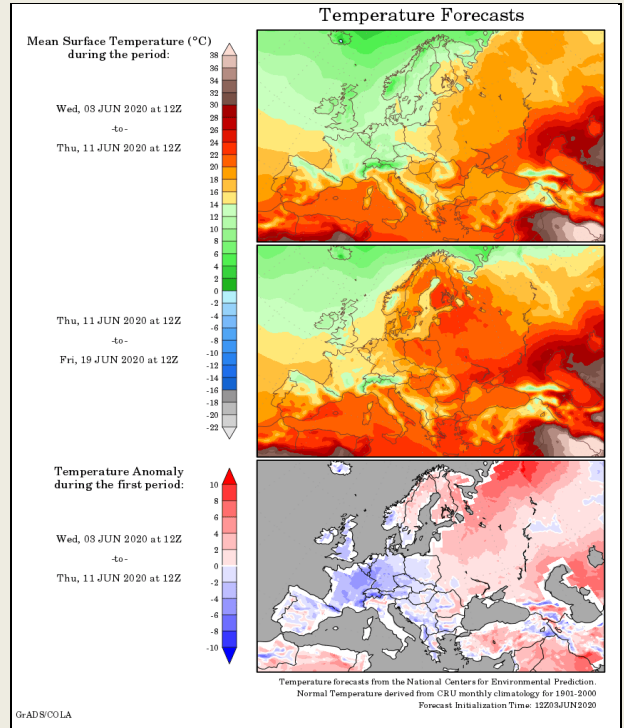 Temperature Forecasts
Mean Surface Temperature (°C)
during the period:
Wed, 03 JUN 2020 at 12Z
-to-
Thu, 11 JUN 2020 at 12Z
38
36
34
32
30
28
26
24
22
20
18
16
14
12
10
8
6
4
2
0
-2
-4
-6
-8
-10
-12
-14
-16
-18
-20
-22
Thu, 11 JUN 2020 at 12Z
-to-
Fri, 19 JUN 2020 at 12Z
Temperature Anomaly
during the first period:
Wed, 03 JUN 2020 at 12Z
-to-
Thu, 11 JUN 2020 at 12Z
10
8
6
4
2
0
-2
-4
-6
-8
-10
Temperature forecasts from the National Centers for Environmental Prediction.
Normal Temperature derived from CRU monthly climatology for 1901-2000
Forecast Initialization Time: 12Z03JUN2020
GrADS/COLA